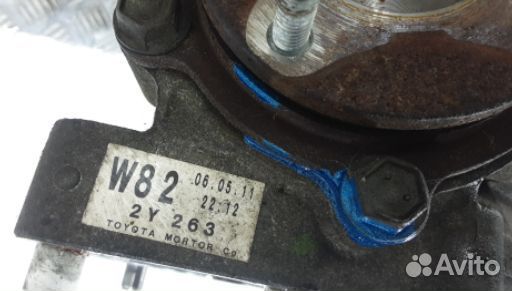 W82 06.05.11
22:12
2Y 263
TOYOTA MORTOR Co.
Avito